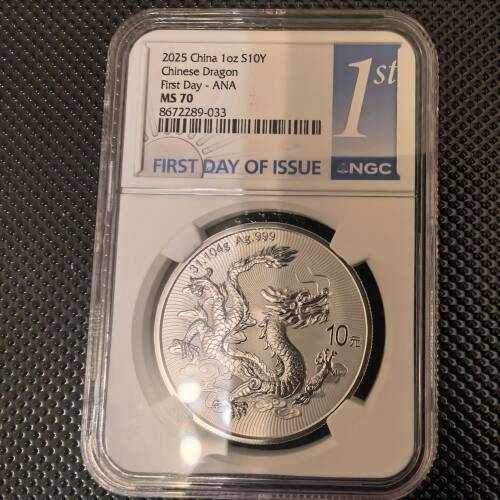 2025 China 1oz S10Y
Chinese Dragon
First Day - ANA
MS 70
8672289-033
1st
FIRST DAY OF ISSUE
NGC
31.104g Ag.999
10元